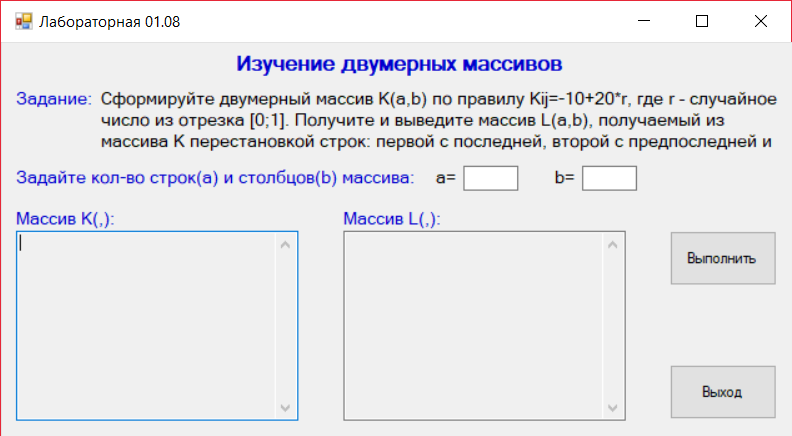 Лабораторная 01.08
Изучение двумерных массивов
Задание: Сформируйте двумерный массив K(a,b) по правилу Kij=-10+20*r, где r - случайное
число из отрезка [0;1]. Получите и выведите массив L(a,b), получаемый из
массива K перестановкой строк: первой с последней, второй с предпоследней и
Задайте кол-во строк(a) и столбцов(b) массива: a= b=
Массив K(,): Массив L(,):
Выполнить
Выход